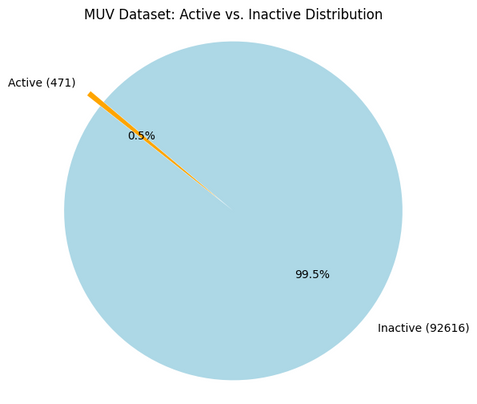 MUV Dataset: Active vs. Inactive Distribution
Active (471)
0.5%
99.5%
Inactive (92616)